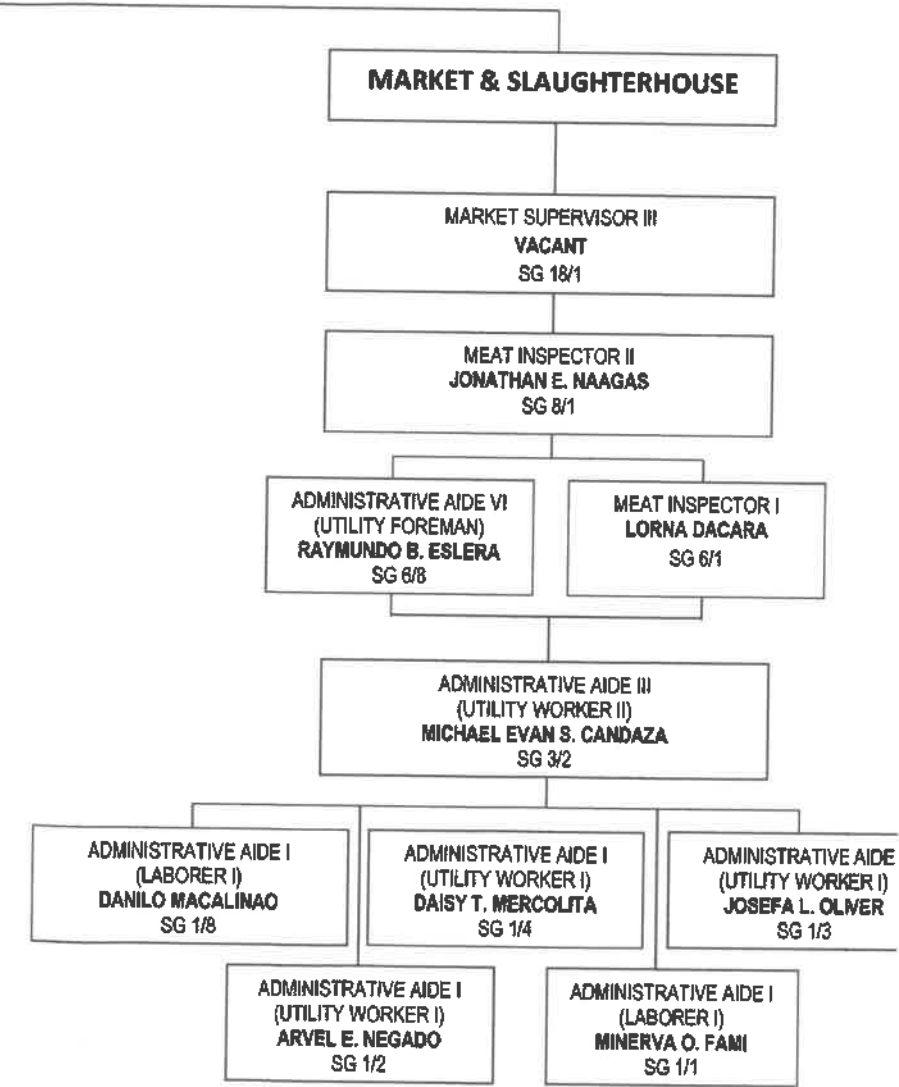 MARKET & SLAUGHTERHOUSE
MARKET SUPERVISOR III
VACANT
SG 18/1
MEAT INSPECTOR II
JONATHAN E. NAAGAS
SG 8/1
ADMINISTRATIVE AIDE VI
(UTILITY FOREMAN)
RAYMUNDO B. ESLERA
SG 6/8
MEAT INSPECTOR I
LORNA DACARA
SG 6/1
ADMINISTRATIVE AIDE III
(UTILITY WORKER II)
MICHAEL EVAN S. CANDAZA
SG 3/2
ADMINISTRATIVE AIDE I
(LABORER I)
DANILO MACALINAO
SG 1/8
ADMINISTRATIVE AIDE I
(UTILITY WORKER I)
DAISY T. MERCOLITA
SG 1/4
ADMINISTRATIVE AIDE
(UTILITY WORKER I)
JOSEFA L. OLIVER
SG 1/3
ADMINISTRATIVE AIDE I
(UTILITY WORKER I)
ARVEL E. NEGADO
SG 1/2
ADMINISTRATIVE AIDE I
(LABORER I)
MINERVA O. FAMI
SG 1/1